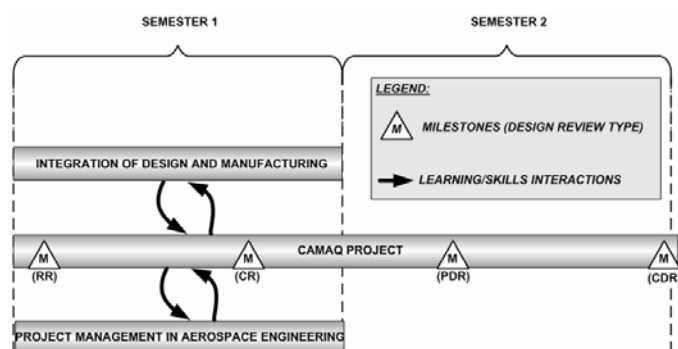 SEMESTER 1
SEMESTER 2
LEGEND:
M
MILESTONES (DESIGN REVIEW TYPE)
LEARNING/SKILLS INTERACTIONS
INTEGRATION OF DESIGN AND MANUFACTURING
CAMAQ PROJECT
M
(RR)
M
(CR)
M
(PDR)
M
(CDR)
PROJECT MANAGEMENT IN AEROSPACE ENGINEERING